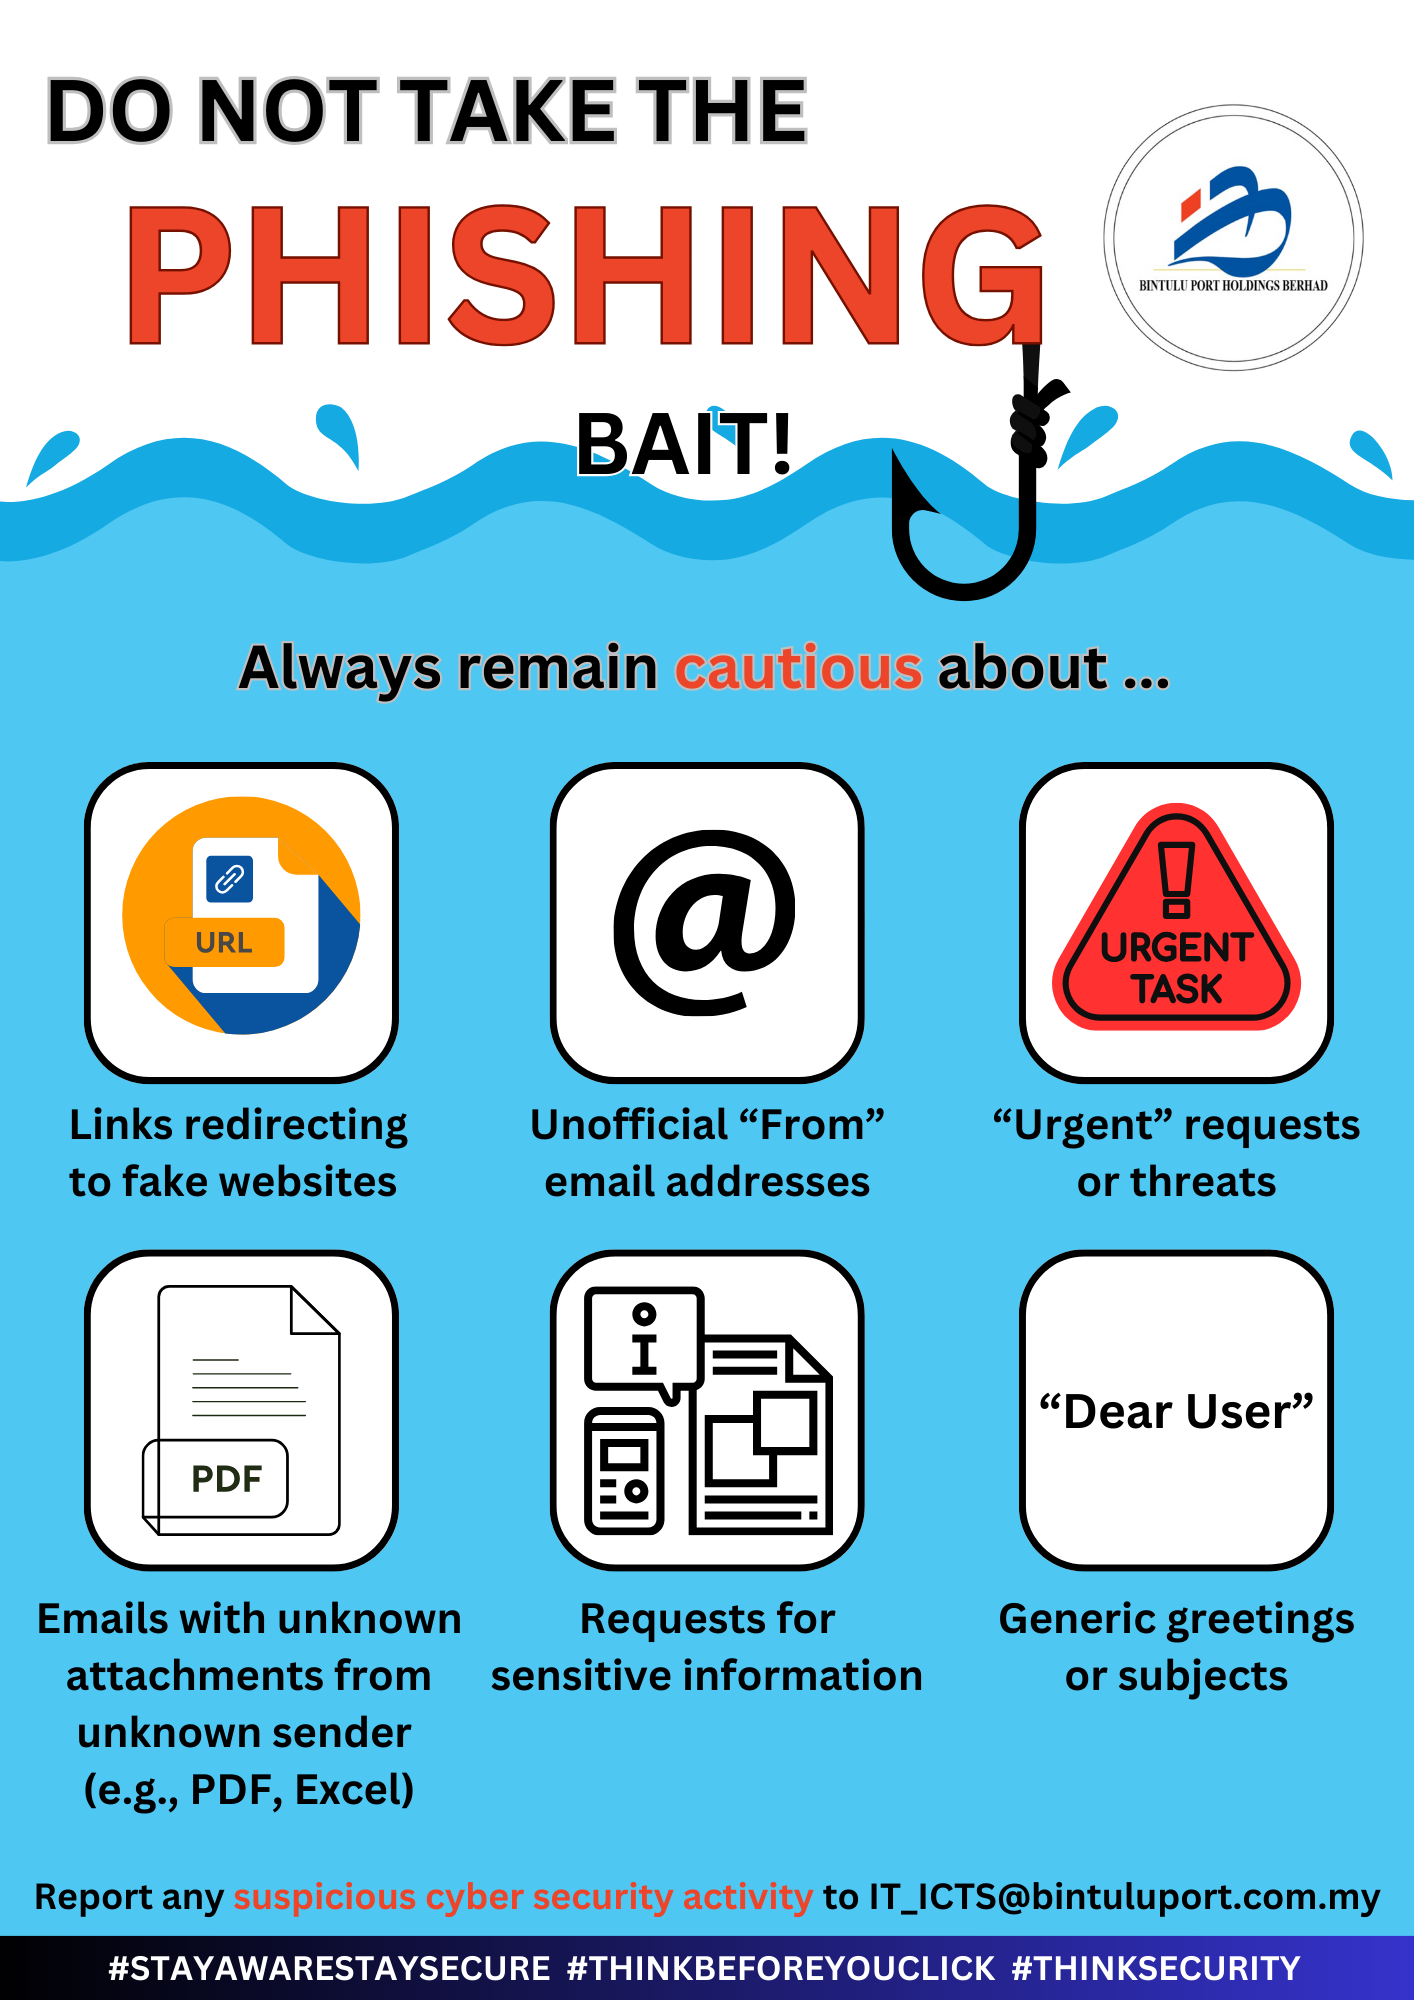 DO NOT TAKE THE
PHISHING
BINTULU PORT HOLDINGS BERHAD
BAIT!
Always remain cautious about ...
URL
@
URGENT
TASK
Links redirecting
to fake websites
Unofficial “From”
email addresses
“Urgent” requests
or threats
PDF
i
“Dear User”
Emails with unknown
attachments from
unknown sender
(e.g., PDF, Excel)
Requests for
sensitive information
Generic greetings
or subjects
Report any suspicious cyber security activity to IT_ICTS@bintuluport.com.my
#STAYAWARESTAYSECURE #THINKBEFOREYOUCLICK #THINKSECURITY